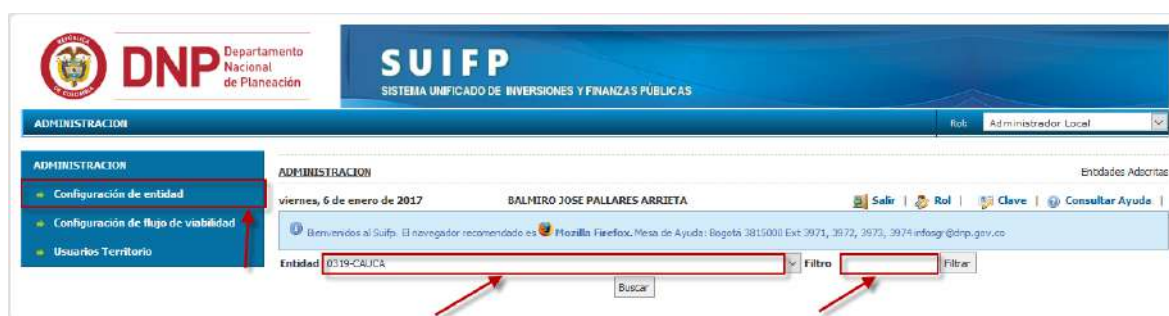 DNP Departamento
Nacional
de Planeación
SUIFP
SISTEMA UNIFICADO DE INVERSIONES Y FINANZAS PÚBLICAS
ADMINISTRACION
Rol: Administrador Local
ADMINISTRACION
Configuración de entidad
Configuración de flujo de viabilidad
Usuarios Territorio
ADMINISTRACION
Entidades Adscritas
viernes, 6 de enero de 2017 BALMIRO JOSE PALLARES ARRIETA Salir | Rol | Clave | Consultar Ayuda |
Bienvenidos al Suifp. El navegador recomendado es Mozilla Firefox. Mesa de Ayuda: Bogotá 3815000 Ext 3971, 3972, 3973, 3974 infosgr@dnp.gov.co
Entidad 0319-CAUCA Filtro Filtrar
Buscar